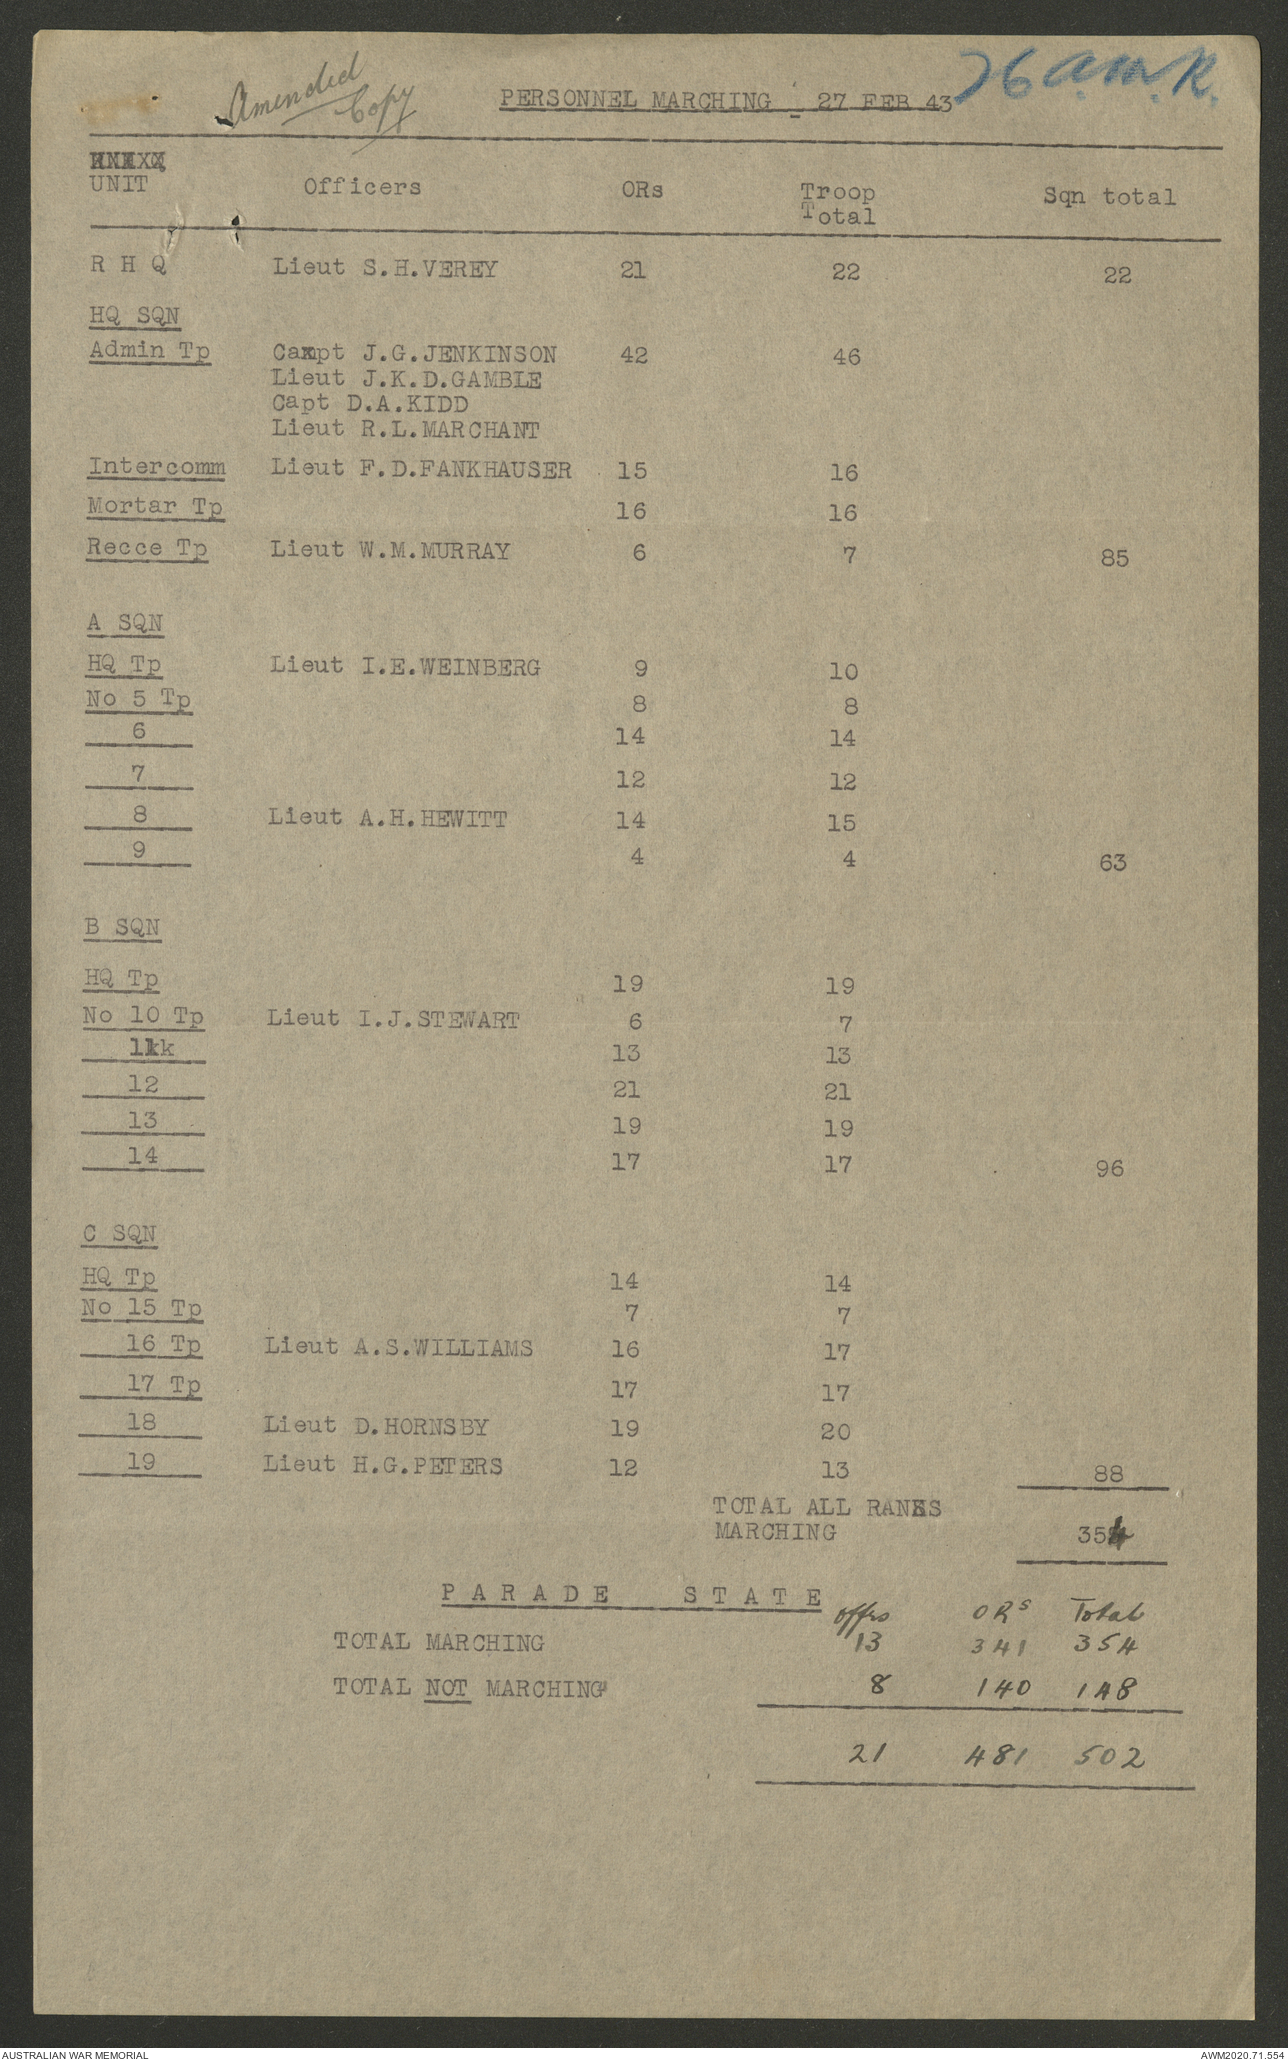 Amended Copy
PERSONNEL MARCHING - 27 FEB 43
UNIT Officers ORs Troop Total Sqn total
R H Q Lieut S.H.VEREY 21 22 22
HQ SQN
Admin Tp Campt J.G.JENKINSON 42 46
Lieut J.K.D.GAMBLE
Capt D.A.KIDD
Lieut R.L.MARCHANT
Intercomm Lieut F.D.FANKHAUSER 15 16
Mortar Tp 16 16
Recce Tp Lieut W.M.MURRAY 6 7 85
A SQN
HQ Tp Lieut I.E.WEINBERG 9 10
No 5 Tp 8 8
6 14 14
7 12 12
8 Lieut A.H.HEWITT 14 15
9 4 4 63
B SQN
HQ Tp 19 19
No 10 Tp Lieut I.J.STEWART 6 7
11 13 13
12 21 21
13 19 19
14 17 17 96
C SQN
HQ Tp 14 14
No 15 Tp 7 7
16 Tp Lieut A.S.WILLIAMS 16 17
17 Tp 17 17
18 Lieut D.HORNSBY 19 20
19 Lieut H.G.PETERS 12 13 88
TOTAL ALL RANKS
MARCHING 354
P A R A D E S T A T E
Offrs ORs Total
TOTAL MARCHING 13 341 354
TOTAL NOT MARCHING 8 140 148
21 481 502
AUSTRALIAN WAR MEMORIAL AWM2020.71.554